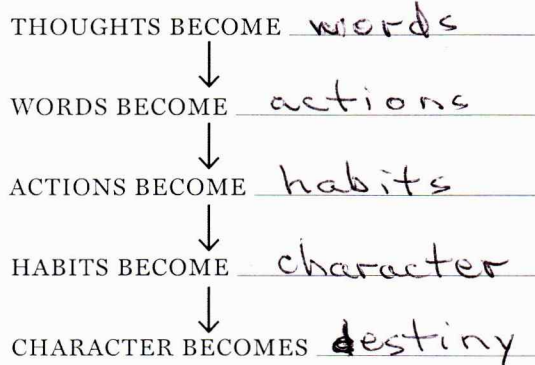 THOUGHTS BECOME words
WORDS BECOME actions
ACTIONS BECOME habits
HABITS BECOME character
CHARACTER BECOMES destiny